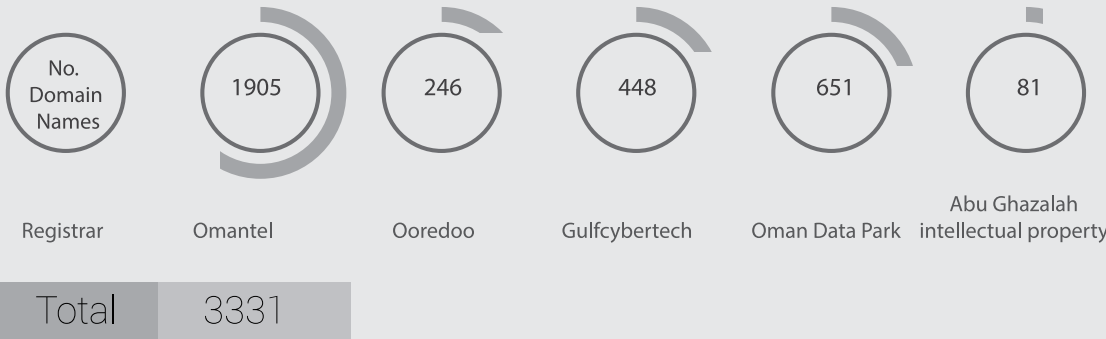 No.
Domain
Names
1905
246
448
651
81
Registrar
Omantel
Ooredoo
Gulfcybertech
Oman Data Park
Abu Ghazalah
intellectual property
Total
3331